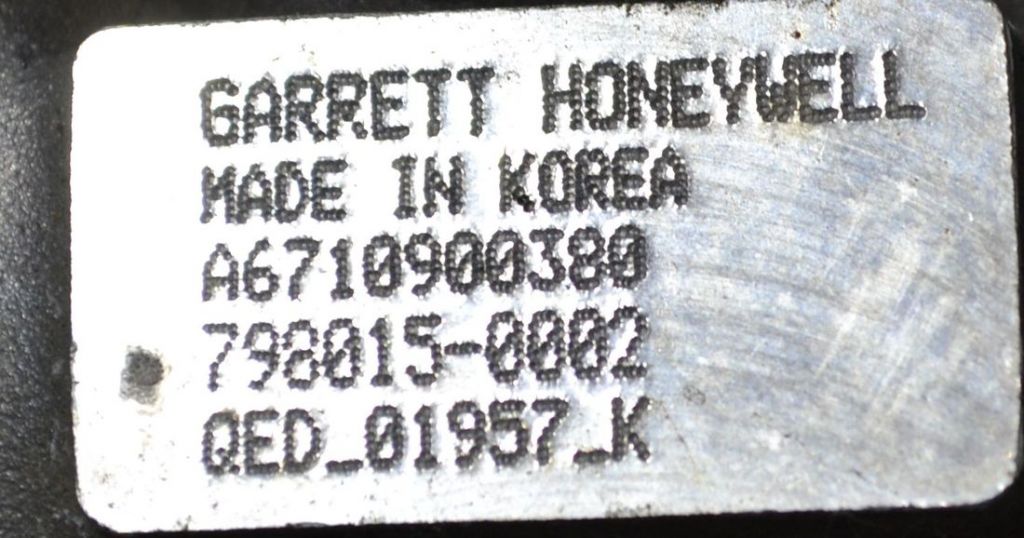 GARRETT HONEYWELL
MADE IN KOREA
A6710900380
798015-0002
QED_01957_K